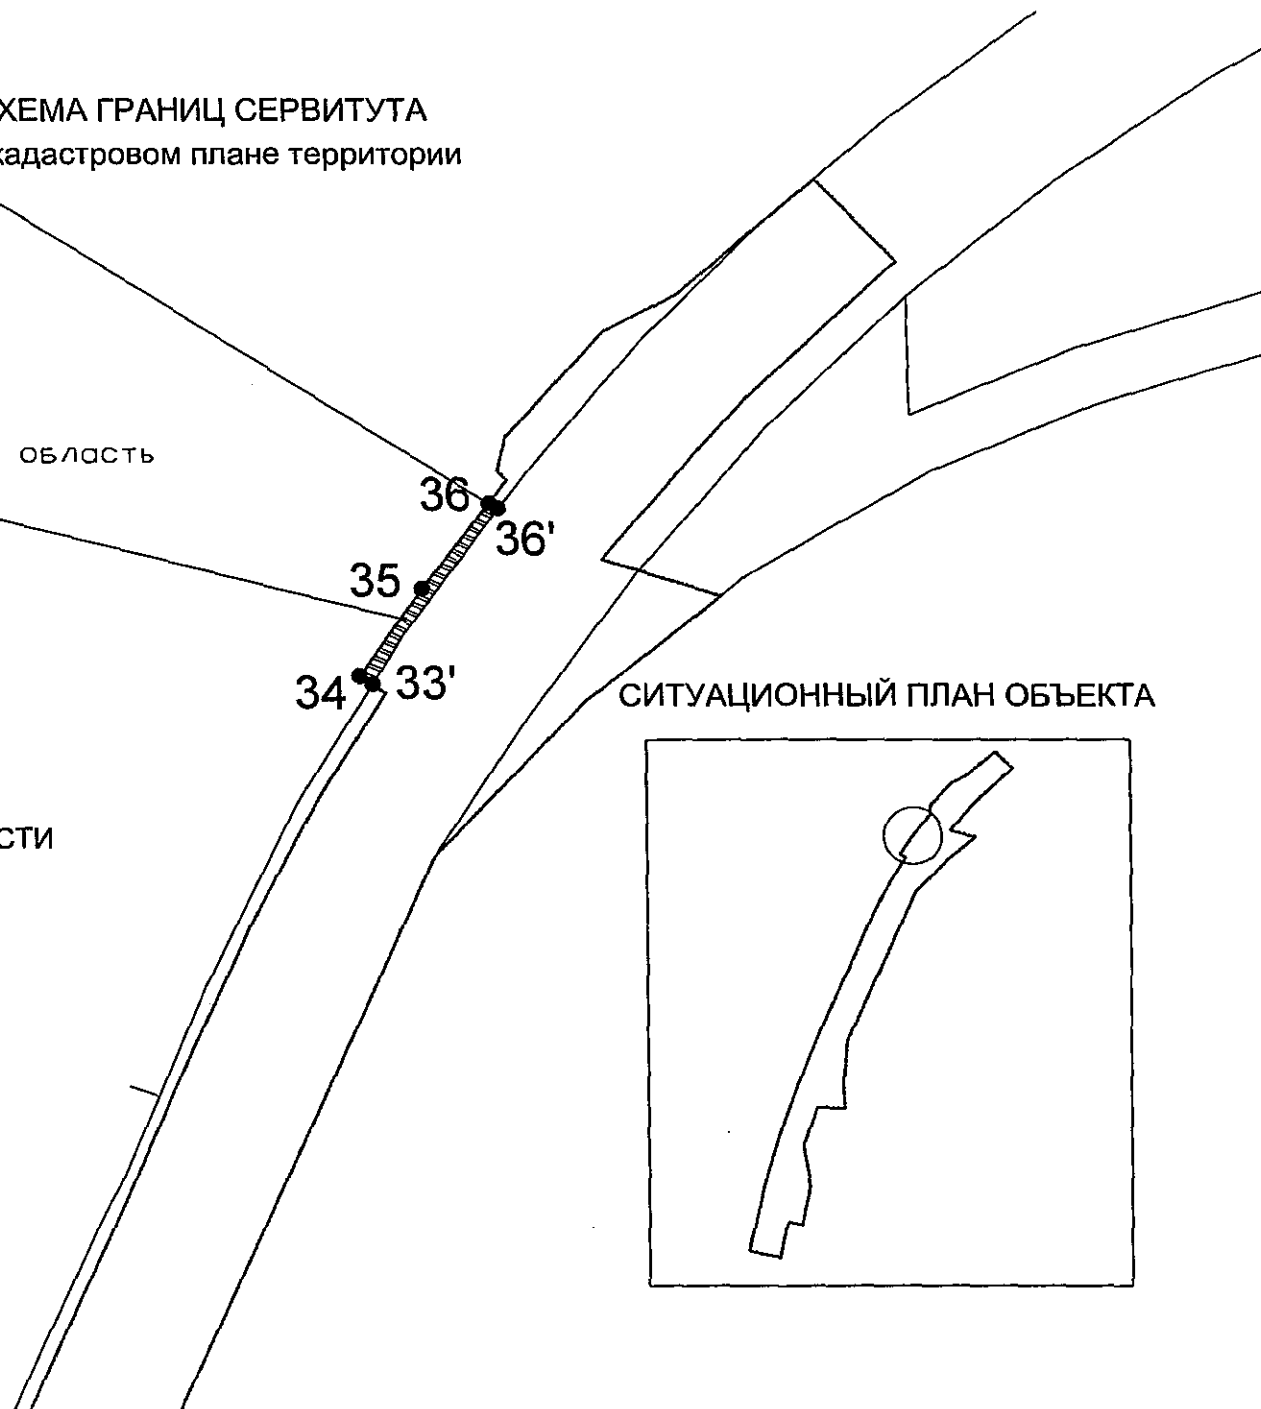 ХЕМА ГРАНИЦ СЕРВИТУТА
кадастровом плане территории
область
36
36'
35
34
33'
СИТУАЦИОННЫЙ ПЛАН ОБЪЕКТА
СТИ